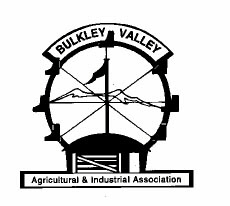 BULKLEY VALLEY
Agricultural & Industrial Association